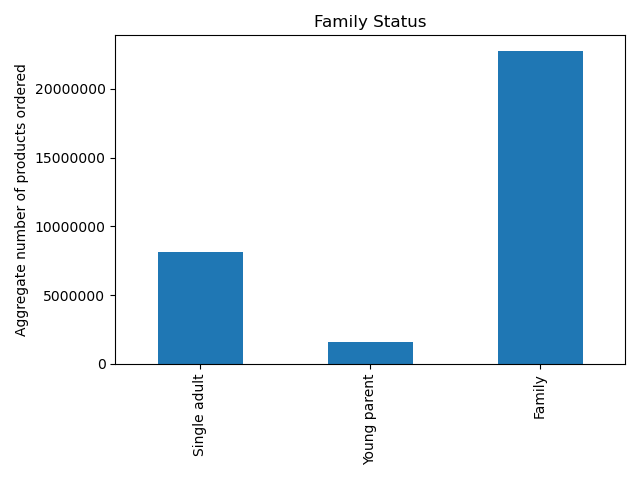 Family Status
Aggregate number of products ordered
20000000
15000000
10000000
5000000
0
Single adult
Young parent
Family